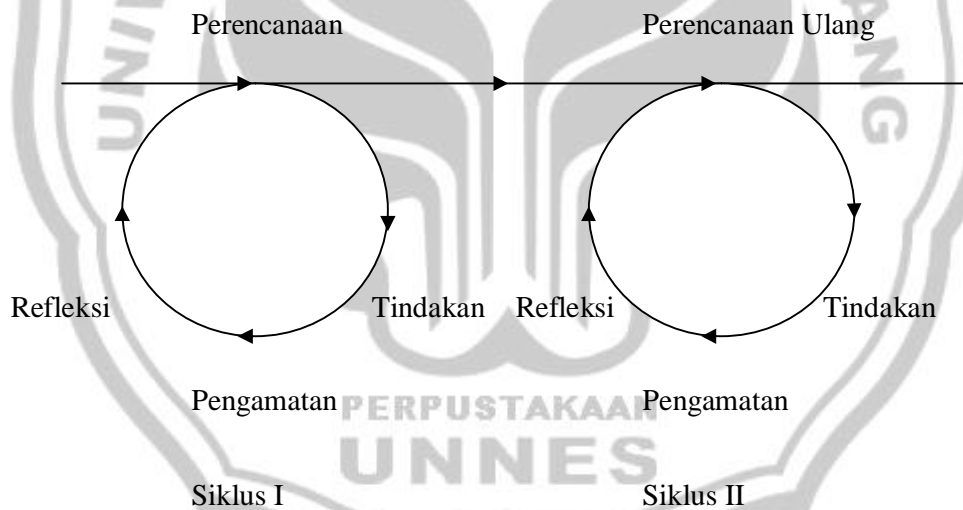 Perencanaan Perencanaan Ulang
Refleksi Tindakan Refleksi Tindakan
Pengamatan Pengamatan
PERPUSTAKAAN
UNNES
Siklus I Siklus II